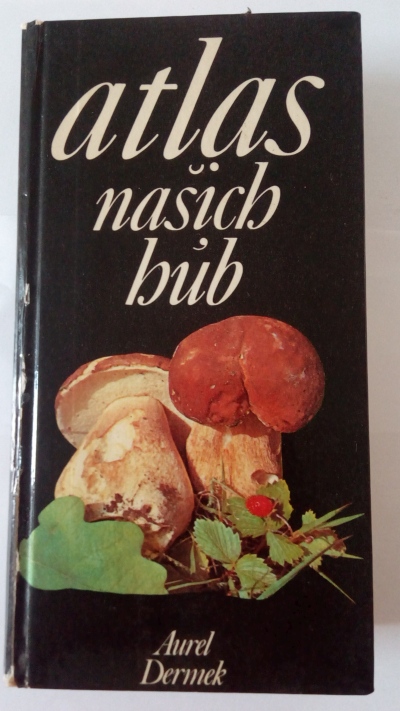 atlas
našich
húb
Aurel
Dermek